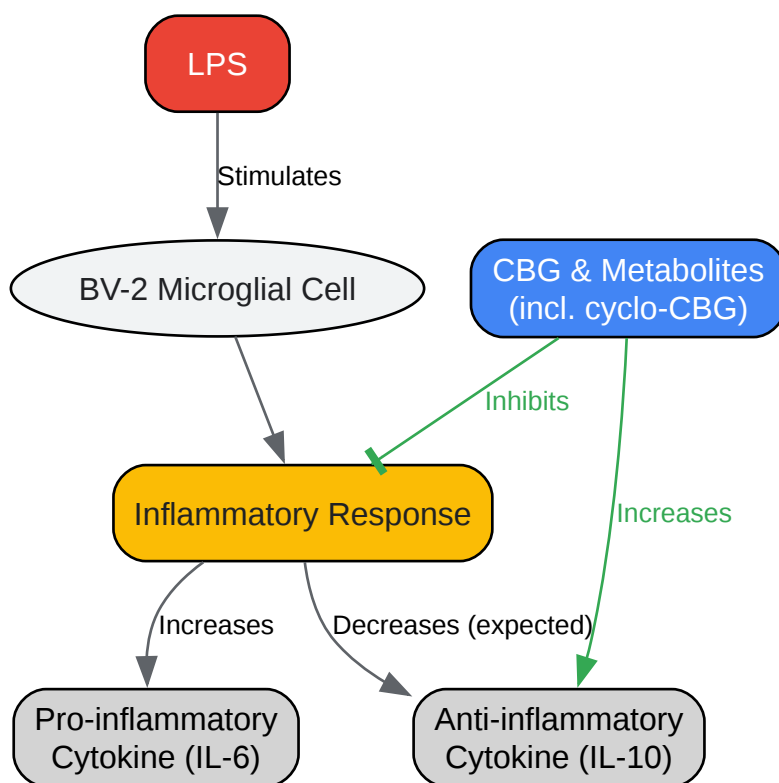 LPS
Stimulates
BV-2 Microglial Cell
CBG & Metabolites
(incl. cyclo-CBG)
Inhibits
Inflammatory Response
Increases
Increases
Decreases (expected)
Pro-inflammatory
Cytokine (IL-6)
Anti-inflammatory
Cytokine (IL-10)